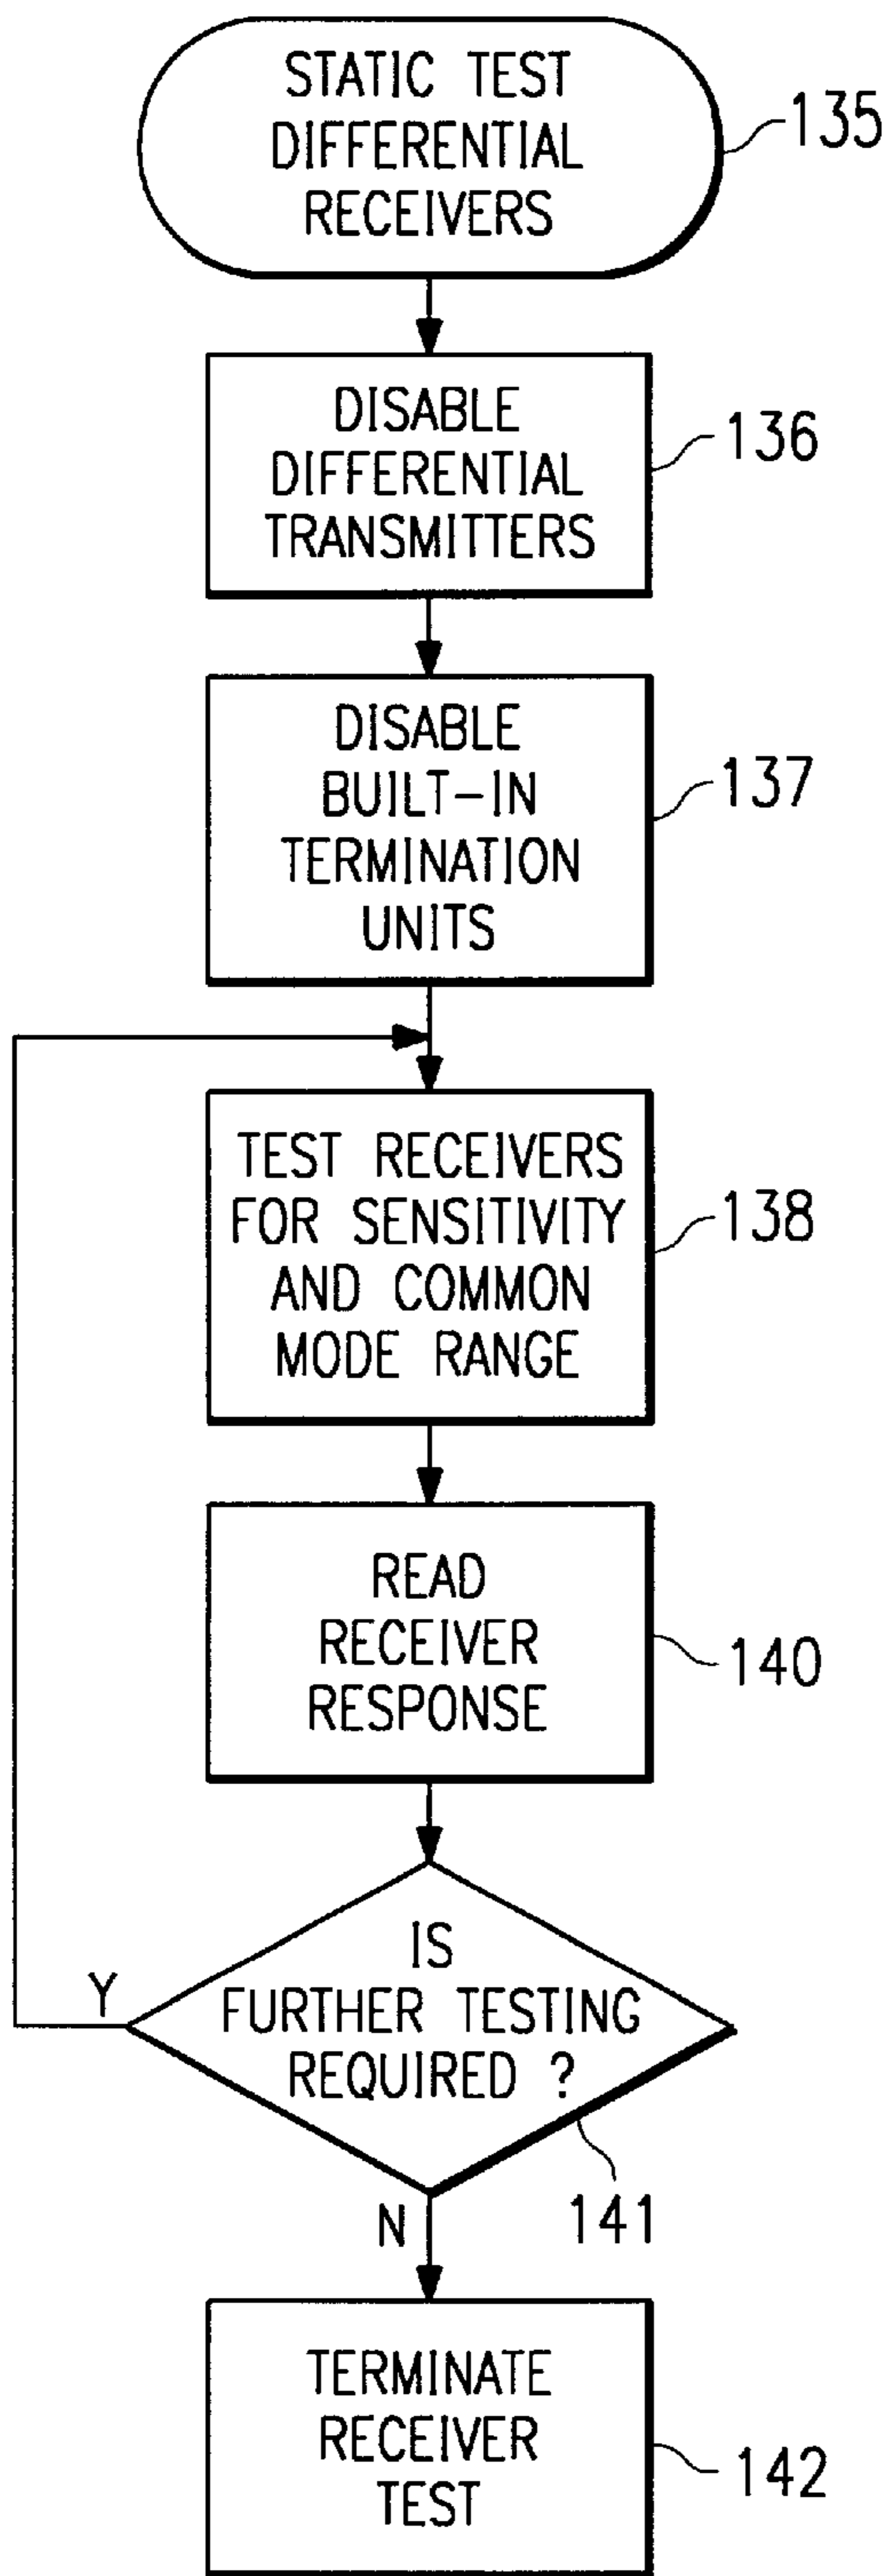 STATIC TEST
DIFFERENTIAL
RECEIVERS
135
DISABLE
DIFFERENTIAL
TRANSMITTERS
136
DISABLE
BUILT-IN
TERMINATION
UNITS
137
TEST RECEIVERS
FOR SENSITIVITY
AND COMMON
MODE RANGE
138
READ
RECEIVER
RESPONSE
140
IS
FURTHER TESTING
REQUIRED ?
Y
141
N
TERMINATE
RECEIVER
TEST
142